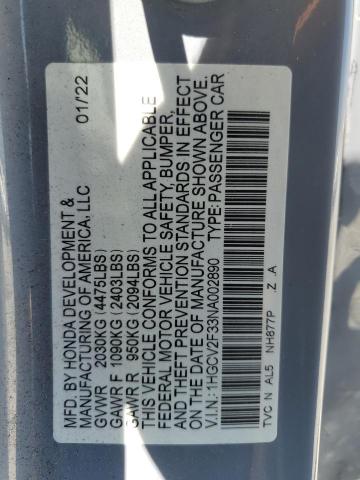 MFD. BY HONDA DEVELOPMENT &
MANUFACTURING OF AMERICA, LLC 01/22
GVWR 2030KG (4475LBS)
GAWR F 1090KG (2403LBS)
GAWR R 950KG (2094LBS)
THIS VEHICLE CONFORMS TO ALL APPLICABLE
FEDERAL MOTOR VEHICLE SAFETY, BUMPER,
AND THEFT PREVENTION STANDARDS IN EFFECT
ON THE DATE OF MANUFACTURE SHOWN ABOVE.
V.I.N.: 1HGCV2F33NA002890 TYPE: PASSENGER CAR
TVC N AL5 NH877P .Z .A